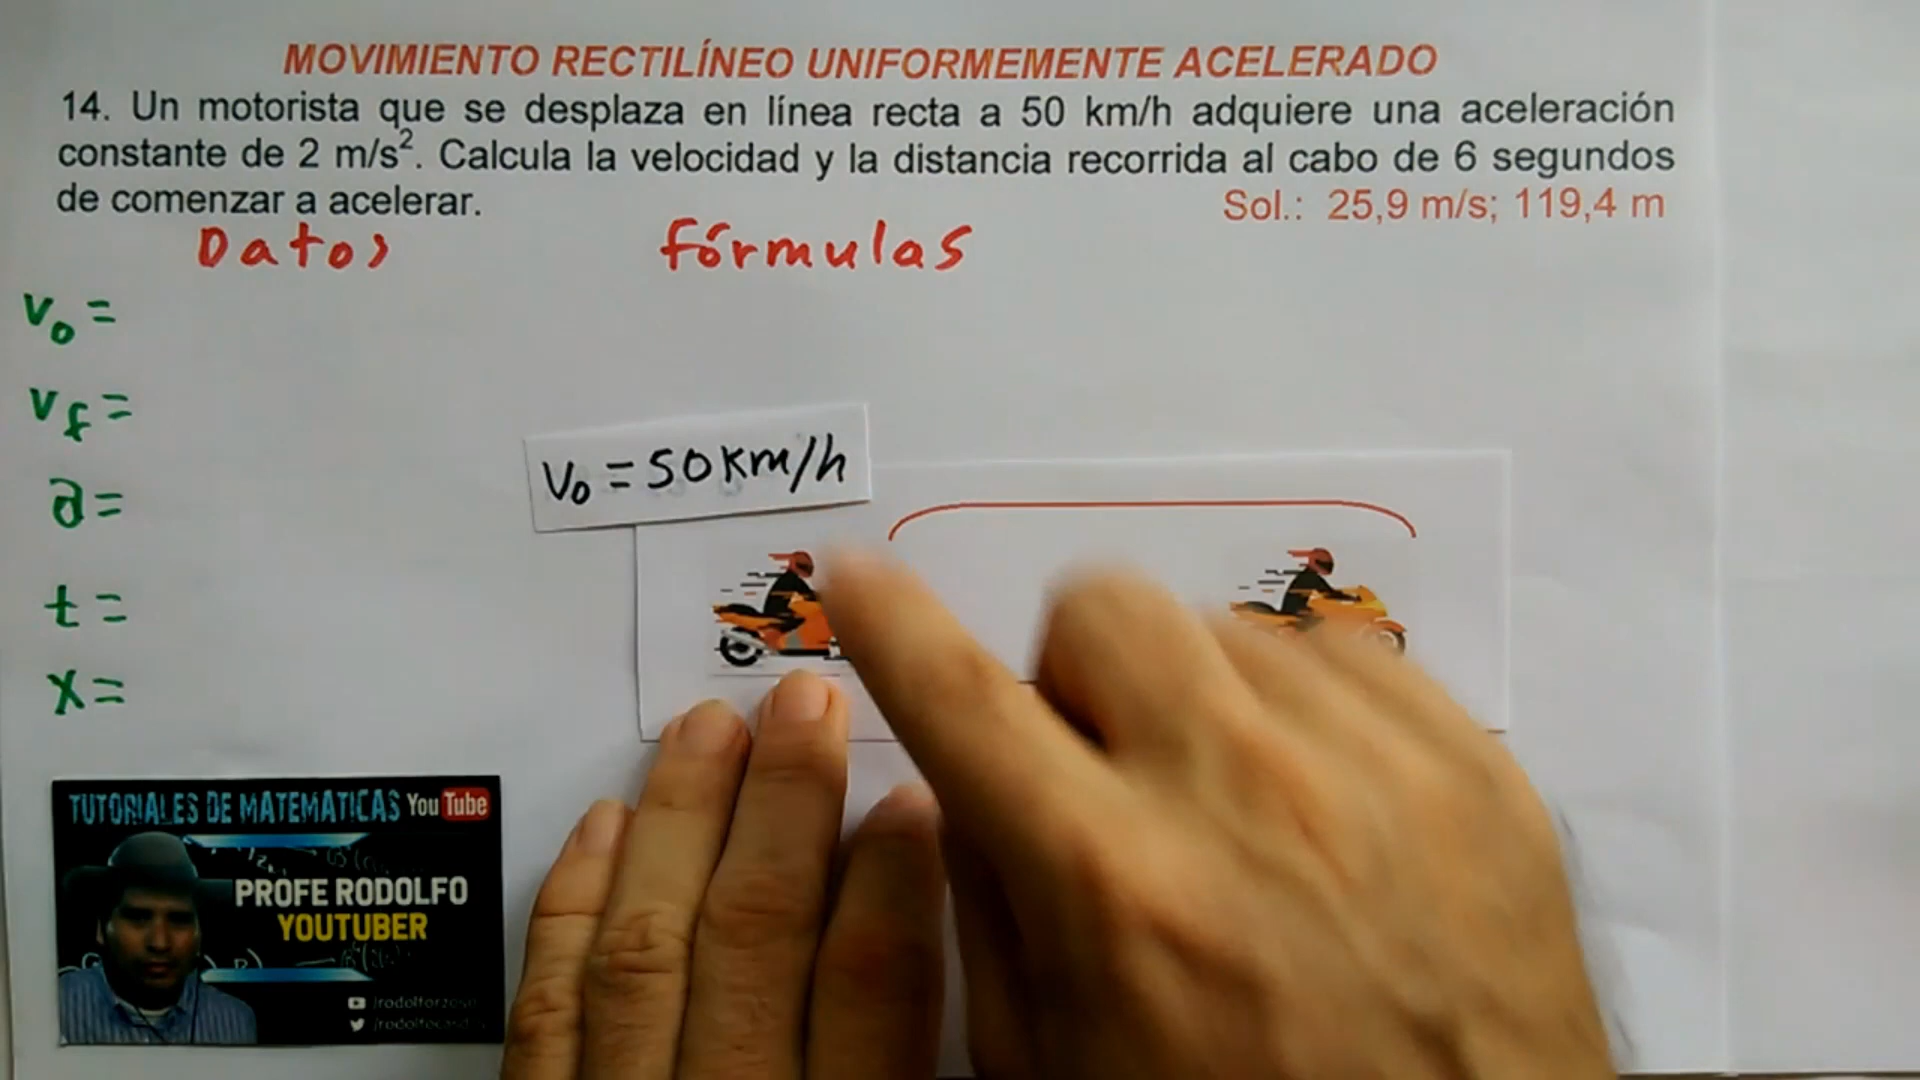 MOVIMIENTO RECTILÍNEO UNIFORMEMENTE ACELERADO
14. Un motorista que se desplaza en línea recta a 50 km/h adquiere una aceleración
constante de 2 m/s². Calcula la velocidad y la distancia recorrida al cabo de 6 segundos
de comenzar a acelerar. Sol.: 25,9 m/s; 119,4 m
Datos fórmulas
v₀ =
v_f =
a =
t =
x =
V₀ = 50 km/h
TUTORIALES DE MATEMATICAS YouTube
PROFE RODOLFO
YOUTUBER